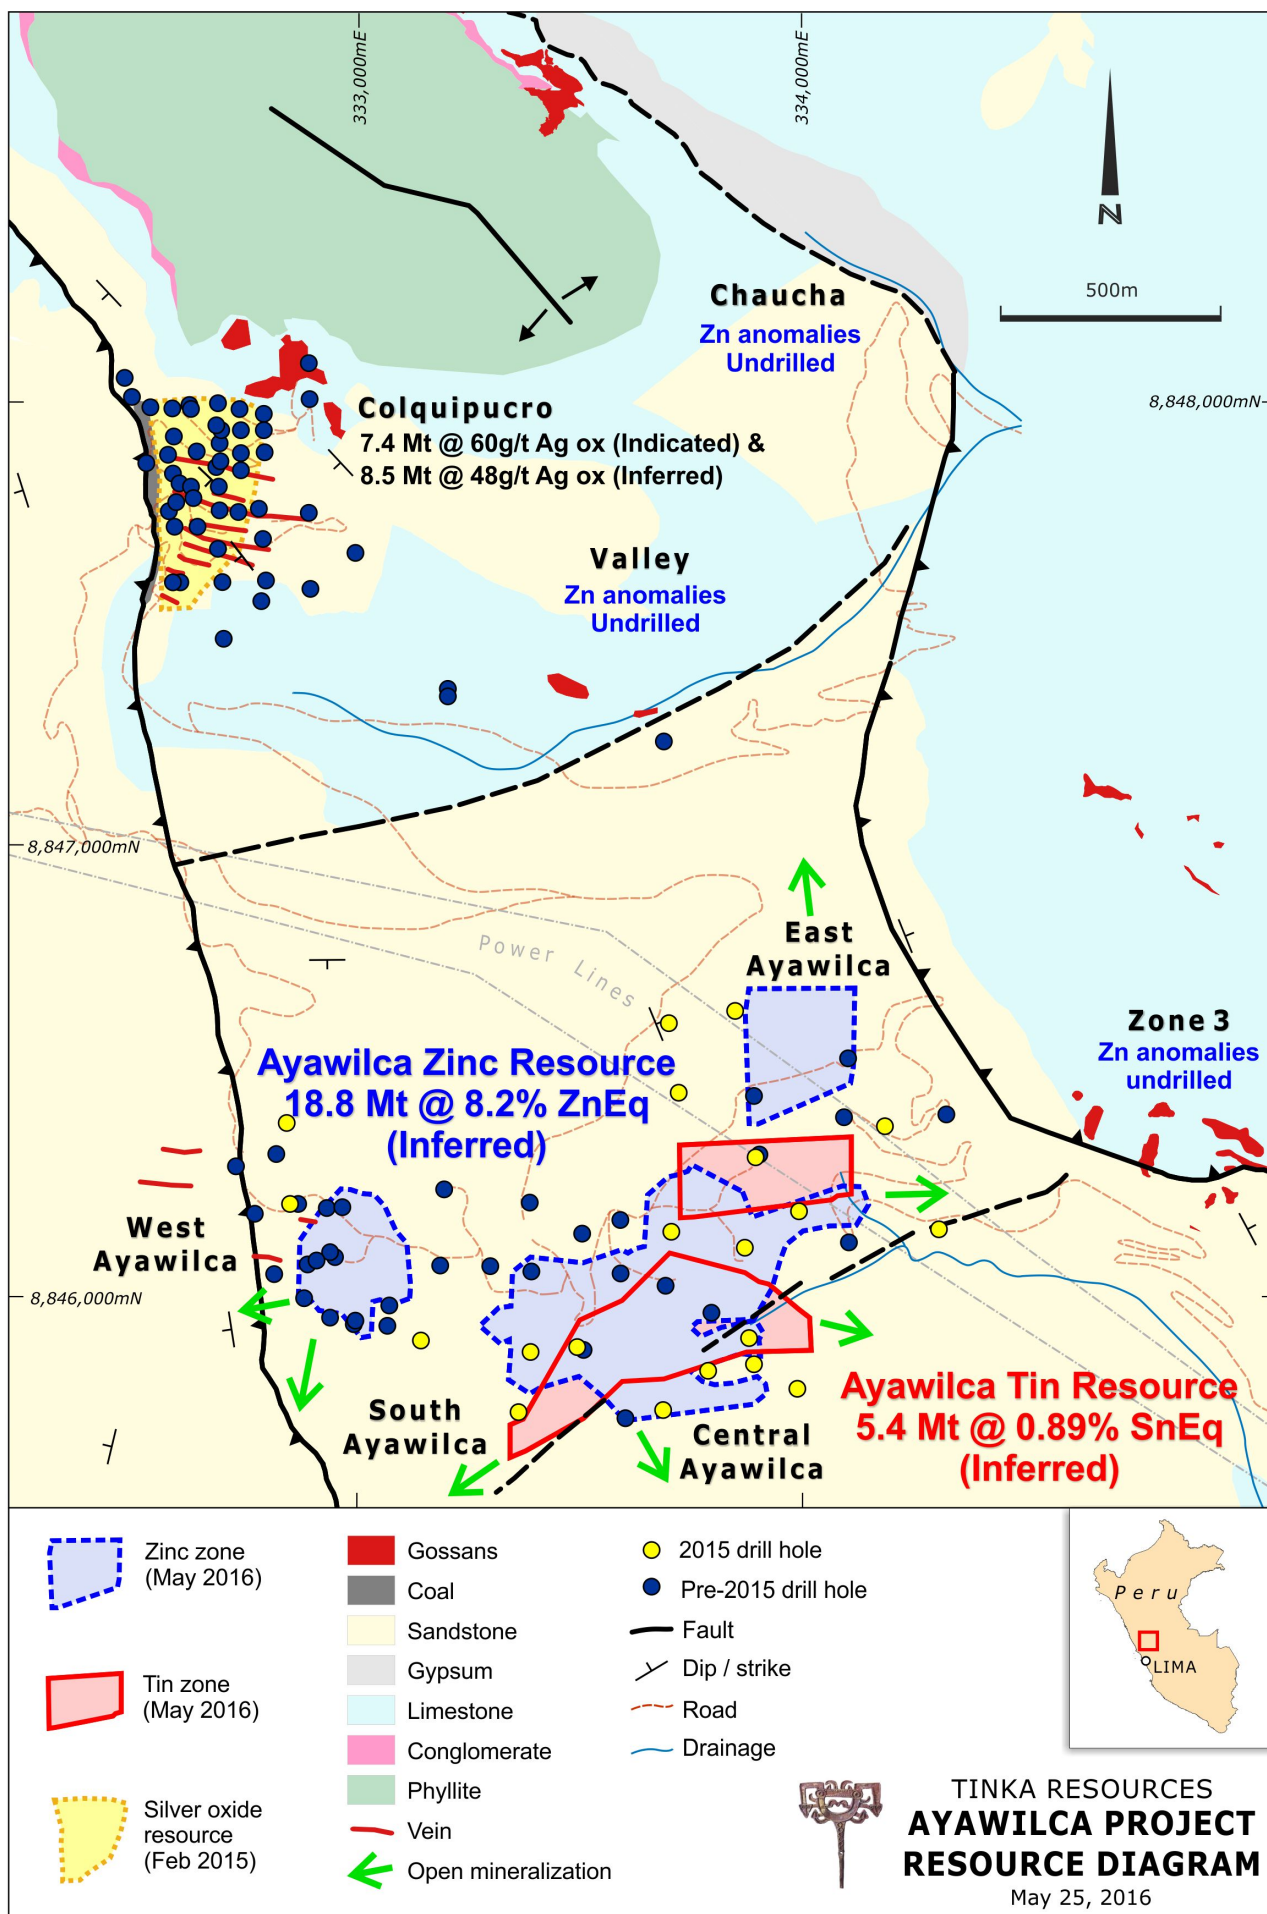 333,000mE
334,000mE
N
500m
Chaucha
Zn anomalies
Undrilled
8,848,000mN
Colquipucro
7.4 Mt @ 60g/t Ag ox (Indicated) &
8.5 Mt @ 48g/t Ag ox (Inferred)
Valley
Zn anomalies
Undrilled
8,847,000mN
Power Lines
East
Ayawilca
Zone 3
Zn anomalies
undrilled
Ayawilca Zinc Resource
18.8 Mt @ 8.2% ZnEq
(Inferred)
West
Ayawilca
8,846,000mN
South
Ayawilca
Central
Ayawilca
Ayawilca Tin Resource
5.4 Mt @ 0.89% SnEq
(Inferred)
Zinc zone
(May 2016)
Tin zone
(May 2016)
Silver oxide
resource
(Feb 2015)
Gossans
Coal
Sandstone
Gypsum
Limestone
Conglomerate
Phyllite
Vein
Open mineralization
2015 drill hole
Pre-2015 drill hole
Fault
Dip / strike
Road
Drainage
Peru
LIMA
TINKA RESOURCES
AYAWILCA PROJECT
RESOURCE DIAGRAM
May 25, 2016